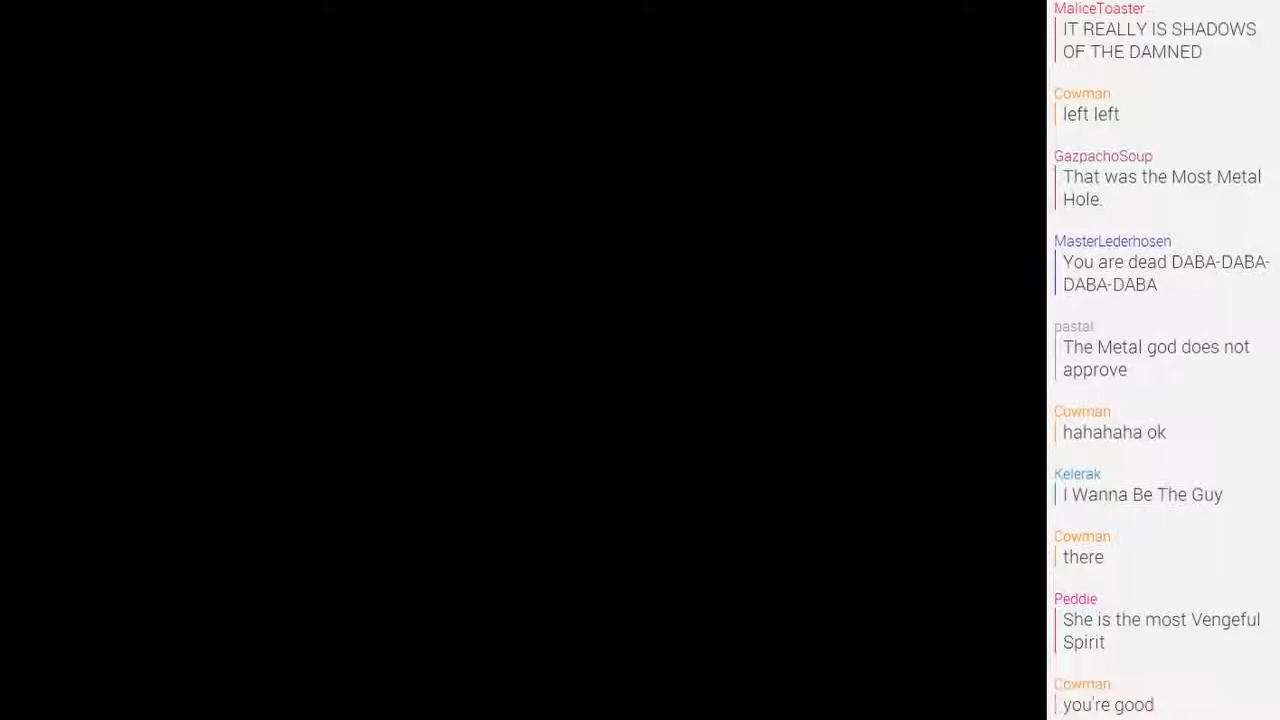 MaliceToaster
IT REALLY IS SHADOWS
OF THE DAMNED
Cowman
left left
GazpachoSoup
That was the Most Metal
Hole.
MasterLederhosen
You are dead DABA-DABA-
DABA-DABA
pastal
The Metal god does not
approve
Cowman
hahahaha ok
Kelerak
I Wanna Be The Guy
Cowman
there
Peddie
She is the most Vengeful
Spirit
Cowman
you're good